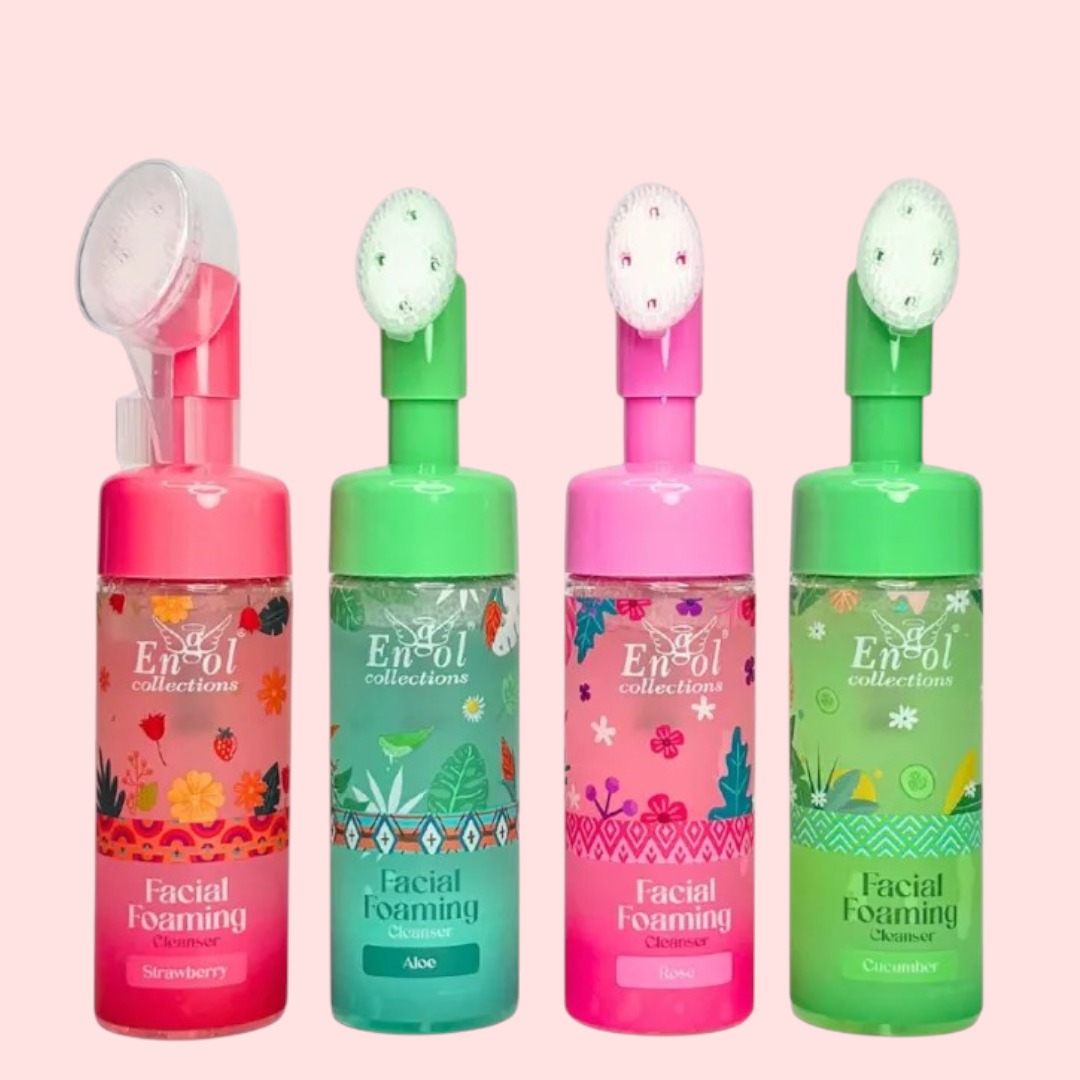 Engol®
collections
Facial
Foaming
Cleanser
Strawberry
Engol®
collections
Facial
Foaming
Cleanser
Aloe
Engol®
collections
Facial
Foaming
Cleanser
Rose
Engol®
collections
Facial
Foaming
Cleanser
Cucumber